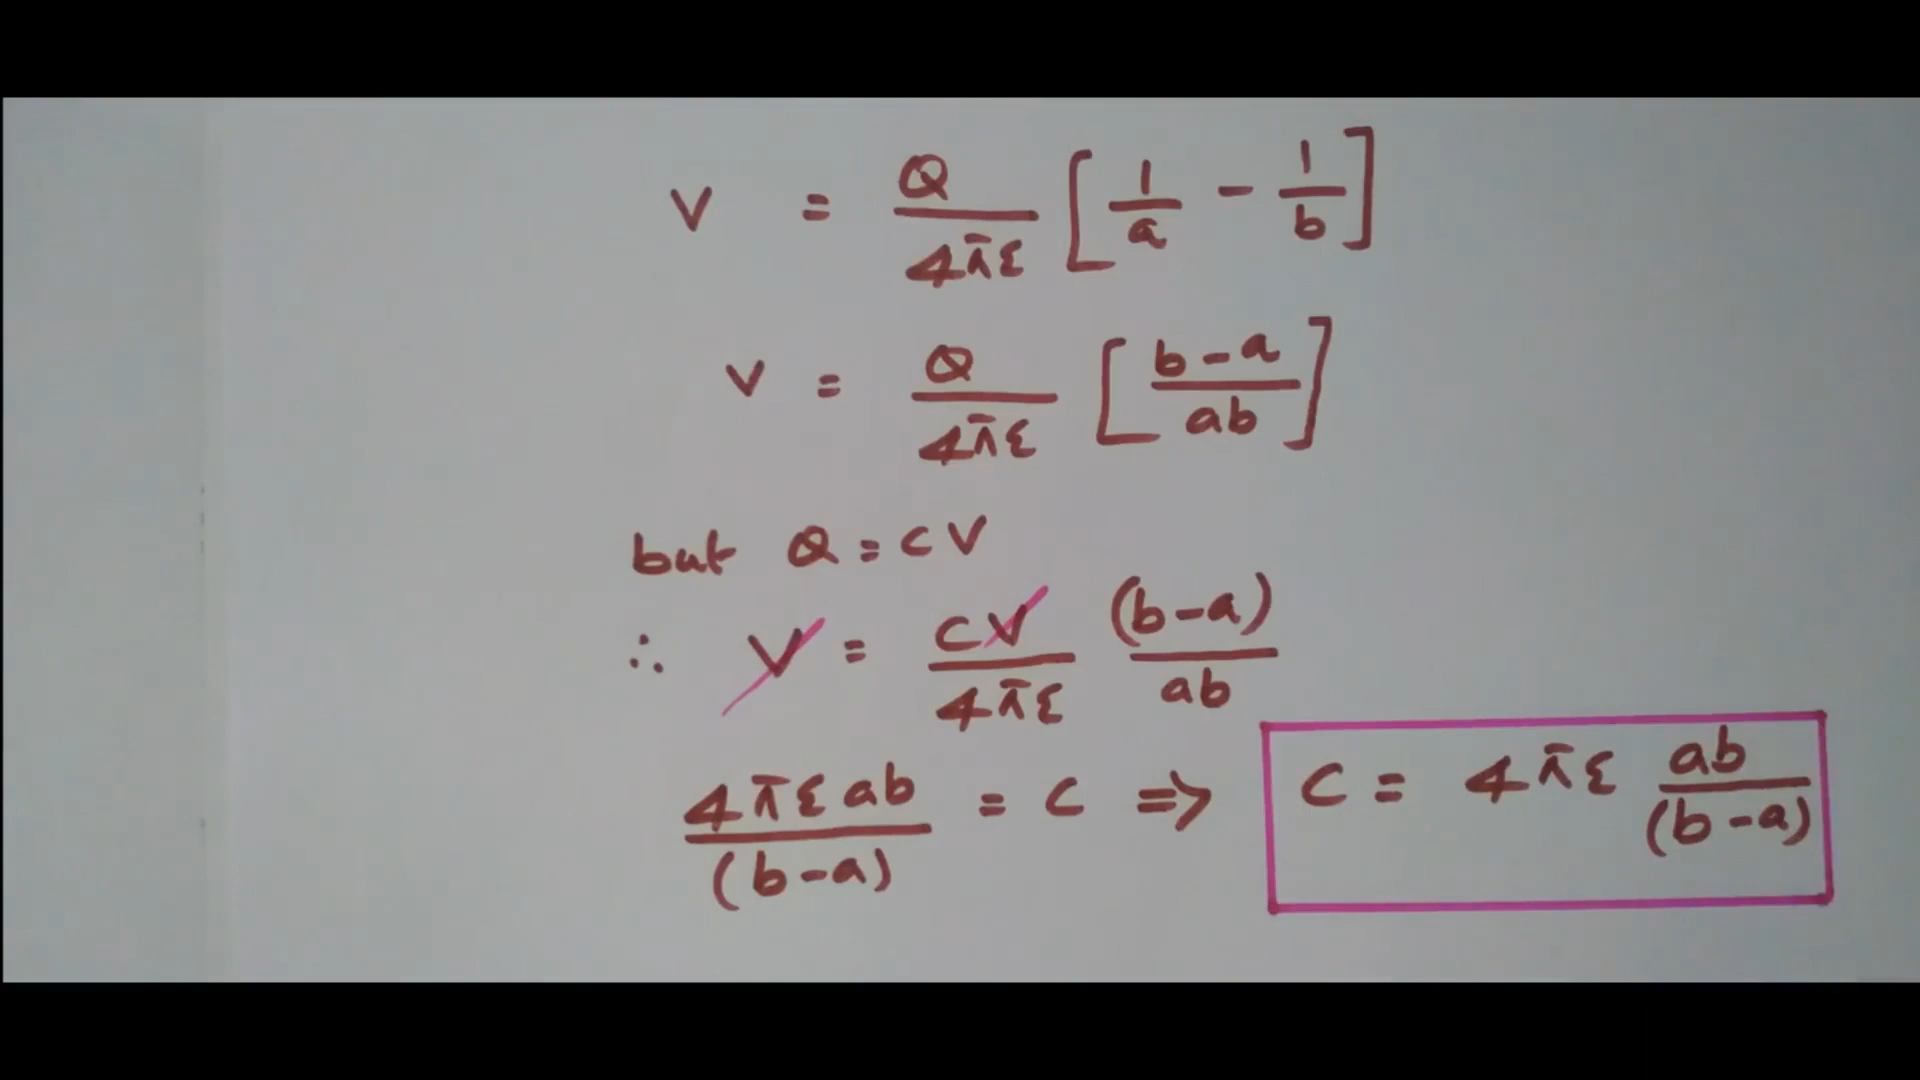 V = Q/4πε [1/a - 1/b]
V = Q/4πε [b-a/ab]
but Q = CV
∴ V = CV/4πε (b-a)/ab
4πεab/(b-a) = C ⇒ C = 4πε ab/(b-a)